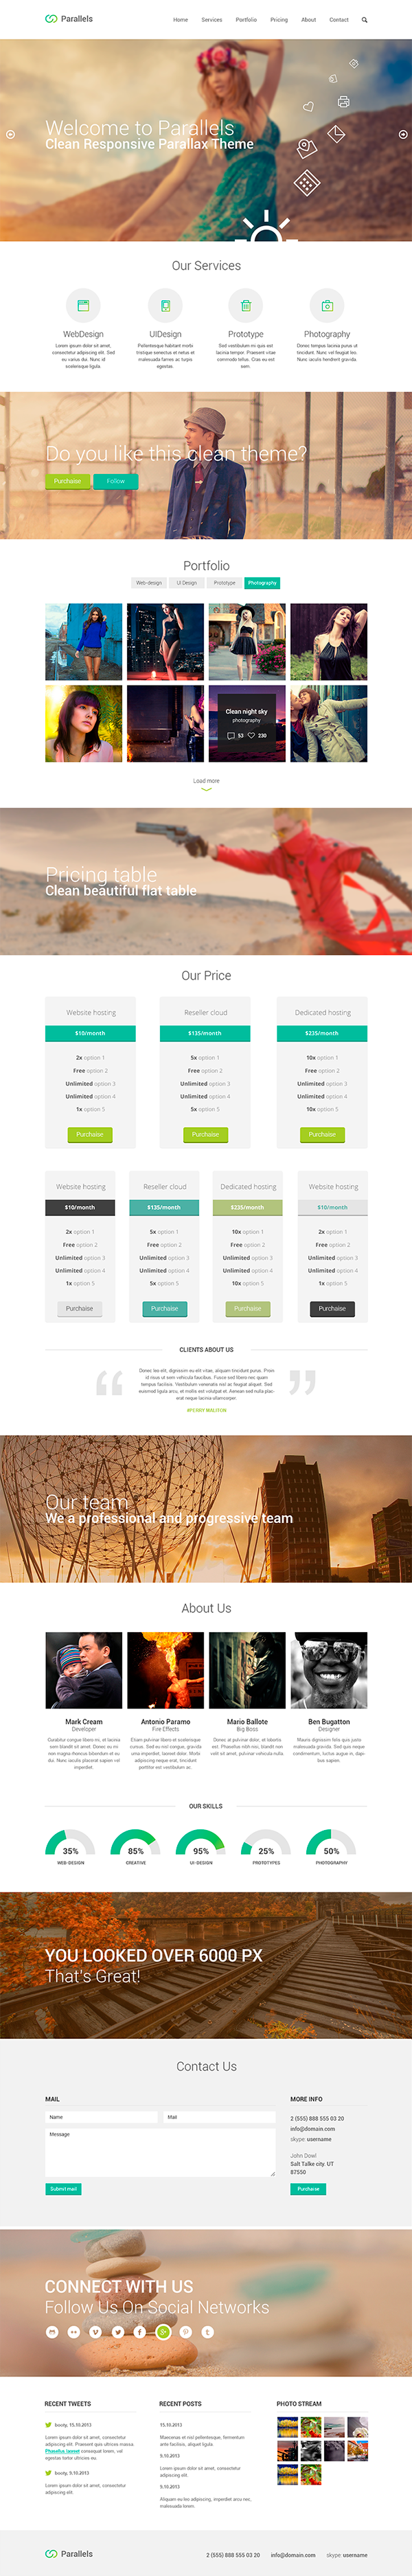 Parallels
Home Services Portfolio Pricing About Contact
Welcome to Parallels
Clean Responsive Parallax Theme
Our Services
WebDesign
Lorem ipsum dolor sit amet,
consectetur adipiscing elit. Sed
eu varius dui. Nunc id
scelerisque ligula.
UIDesign
Pellentesque habitant morbi
tristique senectus et netus et
malesuada fames ac turpis
egestas.
Prototype
Sed vestibulum mi quis est
lacinia tempor. Praesent vitae
commodo tellus. Cras eu est
sem.
Photography
Donec tempus lacinia purus ut
tincidunt. Nunc vel feugiat leo.
Nunc iaculis hendrerit gravida.
Do you like this clean theme?
Purchaise Follow
Portfolio
Web-design UI Design Prototype Photography
Clean night sky
photography
53 230
Load more
Pricing table
Clean beautiful flat table
Our Price
Website hosting
$10/month
2x option 1
Free option 2
Unlimited option 3
Unlimited option 4
1x option 5
Purchaise
Reseller cloud
$135/month
5x option 1
Free option 2
Unlimited option 3
Unlimited option 4
5x option 5
Purchaise
Dedicated hosting
$235/month
10x option 1
Free option 2
Unlimited option 3
Unlimited option 4
10x option 5
Purchaise
Website hosting
$10/month
2x option 1
Free option 2
Unlimited option 3
Unlimited option 4
1x option 5
Purchaise
Reseller cloud
$135/month
5x option 1
Free option 2
Unlimited option 3
Unlimited option 4
5x option 5
Purchaise
Dedicated hosting
$235/month
10x option 1
Free option 2
Unlimited option 3
Unlimited option 4
10x option 5
Purchaise
Website hosting
$10/month
2x option 1
Free option 2
Unlimited option 3
Unlimited option 4
1x option 5
Purchaise
CLIENTS ABOUT US
Donec leo elit, dignissim eu elit vitae, aliquam tincidunt purus. Proin
id risus ut sem vehicula faucibus. Fusce sed libero nec quam
tempus facilisis. Vestibulum venenatis nisl ac feugiat aliquet. Sed
euismod ligula arcu, et mattis est volutpat et. Aenean sed nulla plac-
erat neque lacinia ullamcorper.
Our team
We a professional and progressive team
About Us
Mark Cream
Developer
Curabitur congue libero mi, et lacinia
sem blandit sit amet. Donec eu mi
non magna rhoncus bibendum et eu
dui. Nunc iaculis placerat sapien vel
imperdiet.
Antonio Paramo
Fire Effects
Etiam pulvinar libero et scelerisque
cursus. Sed eu nisl congue, gravida
urna imperdiet, laoreet dolor. Morbi
adipiscing neque erat, tincidunt
imperdiet est vestibulum ac.
Mario Ballote
Big Boss
Donec at pulvinar dolor, et lobortis
est. Phasellus nibh nisi, blandit non
velit sit amet, pulvinar vehicula nulla.
Ben Bugatton
Designer
Mauris dignissim felis quis justo
malesuada gravida. Sed quis neque
condimentum, luctus augue in, dap-
ibus sapien.
OUR SKILLS
35% 85% 95% 25% 50%
WEB-DESIGN CREATIVE UI-DESIGN PROTOTYPES PHOTOGRAPHY
YOU LOOKED OVER 6000 PX
That's Great!
Contact Us
MAIL
Name Mail
Message
Submit mail
MORE INFO
2 (555) 888 555 03 20
info@domain.com
skype: username
John Dowl
Salt Talke city. UT
87550
Purchaise
CONNECT WITH US
Follow Us On Social Networks
RECENT TWEETS
booty, 15.10.2013
Lorem ipsum dolor sit amet, consectetur
adipiscing elit. Praesent quis ultrices massa.
Phasellus laoreet consequat lorem, vel
egestas tortor vehicula eu.
booty, 9.10.2013
Lorem ipsum dolor sit amet, consectetur
adipiscing elit.
RECENT POSTS
15.10.2013
Maecenas et nisl pellentesque, fermentum
ante facilisis, aliquet ligula.
9.10.2013
Lorem ipsum dolor sit amet, consectetur
adipiscing elit.
5.10.2013
Aliquam eu leo adipiscing, imperdiet arcu nec,
malesuada lorem.
PHOTO STREAM
Parallels
2 (555) 888 555 03 20 info@domain.com skype: username